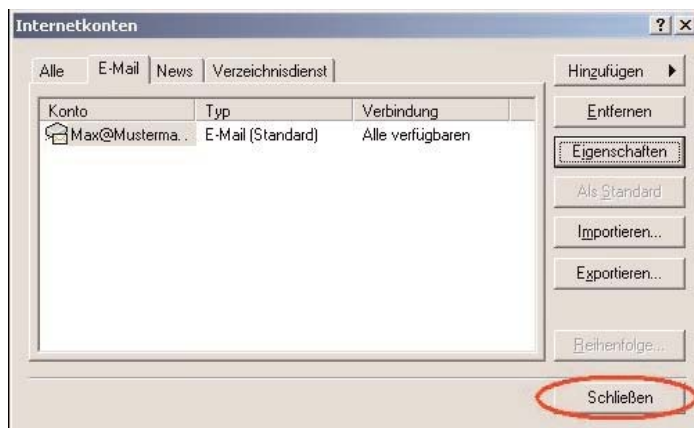 Internetkonten
Alle E-Mail News Verzeichnisdienst
Konto Typ Verbindung
Max@Musterma.. E-Mail (Standard) Alle verfügbaren
Hinzufügen
Entfernen
Eigenschaften
Als Standard
Importieren...
Exportieren...
Reihenfolge...
Schließen